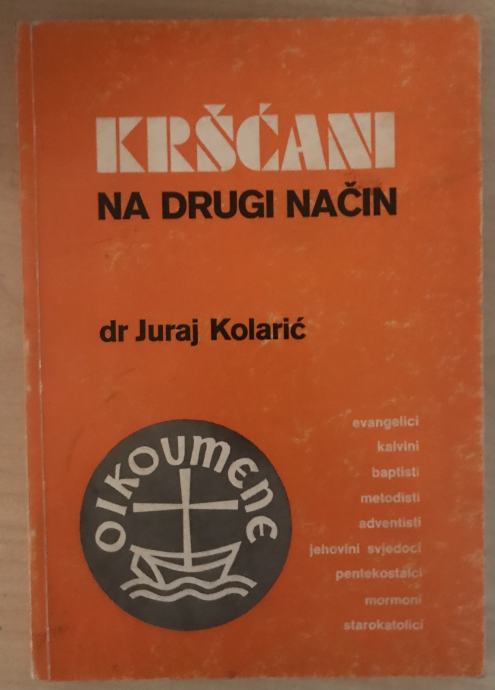 KRŠĆANI
NA DRUGI NAČIN
dr Juraj Kolarić
OIKOUMENE
evangelici
kalvini
baptisti
metodisti
adventisti
jehovini svjedoci
pentekostalci
mormoni
starokatolici